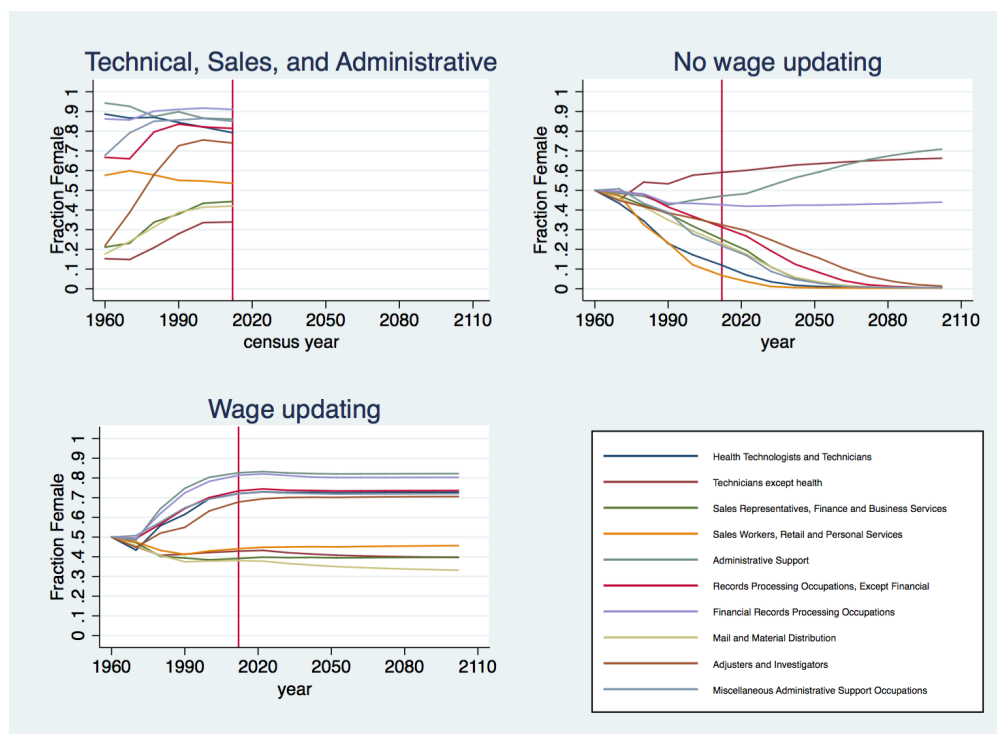 Technical, Sales, and Administrative
Fraction Female
0 .1 .2 .3 .4 .5 .6 .7 .8 .9 1
1960 1990 2020 2050 2080 2110
census year
No wage updating
Fraction Female
0 .1 .2 .3 .4 .5 .6 .7 .8 .9 1
1960 1990 2020 2050 2080 2110
year
Wage updating
Fraction Female
0 .1 .2 .3 .4 .5 .6 .7 .8 .9 1
1960 1990 2020 2050 2080 2110
year
Health Technologists and Technicians
Technicians except health
Sales Representatives, Finance and Business Services
Sales Workers, Retail and Personal Services
Administrative Support
Records Processing Occupations, Except Financial
Financial Records Processing Occupations
Mail and Material Distribution
Adjusters and Investigators
Miscellaneous Administrative Support Occupations